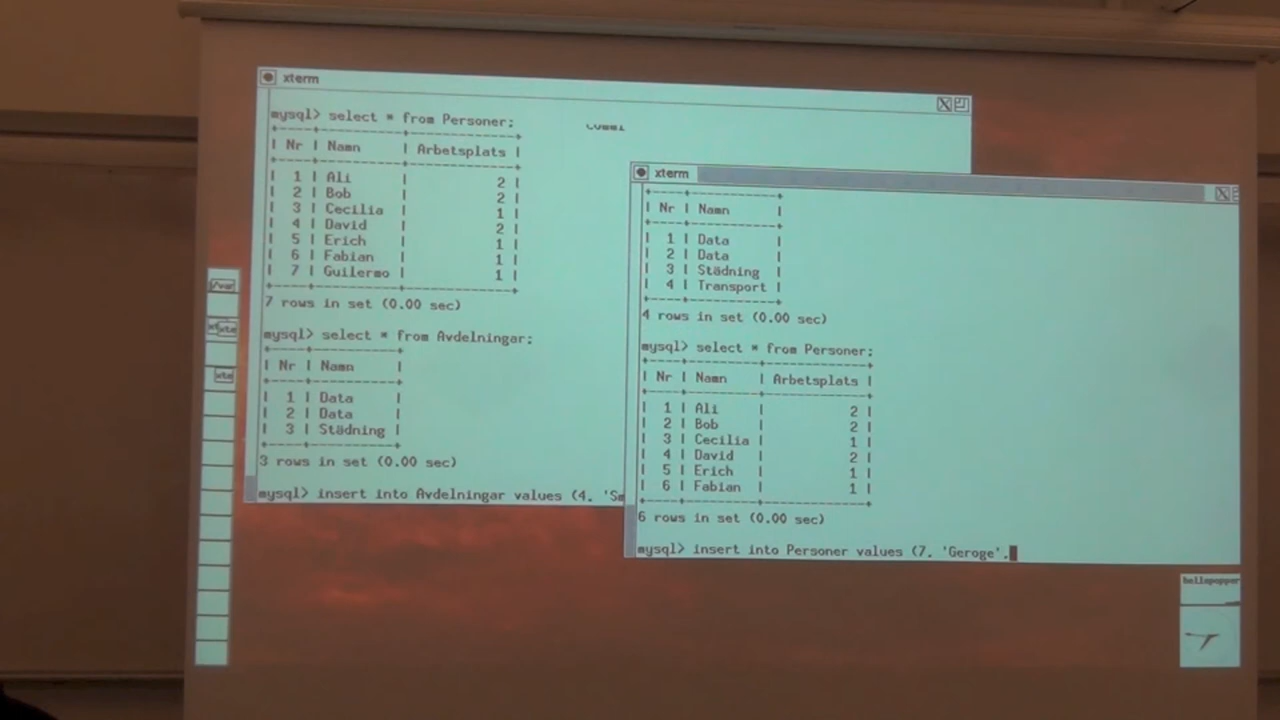 xterm
mysql> select * from Personer;
| Nr | Namn | Arbetsplats |
| 1 | Ali | 2 |
| 2 | Bob | 2 |
| 3 | Cecilia | 1 |
| 4 | David | 2 |
| 5 | Erich | 1 |
| 6 | Fabian | 1 |
| 7 | Guilermo | 1 |
7 rows in set (0.00 sec)
mysql> select * from Avdelningar;
| Nr | Namn |
| 1 | Data |
| 2 | Data |
| 3 | Städning |
3 rows in set (0.00 sec)
mysql> insert into Avdelningar values (4, 'Sm
xterm
| Nr | Namn |
| 1 | Data |
| 2 | Data |
| 3 | Städning |
| 4 | Transport |
4 rows in set (0.00 sec)
mysql> select * from Personer;
| Nr | Namn | Arbetsplats |
| 1 | Ali | 2 |
| 2 | Bob | 2 |
| 3 | Cecilia | 1 |
| 4 | David | 2 |
| 5 | Erich | 1 |
| 6 | Fabian | 1 |
6 rows in set (0.00 sec)
mysql> insert into Personer values (7, 'Geroge',
/var
xte
xte